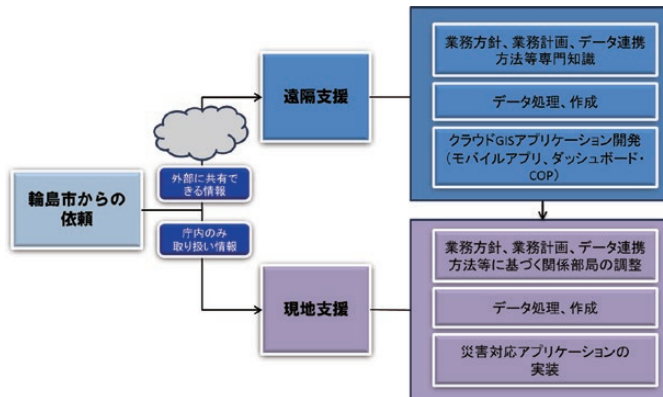 輪島市からの
依頼
外部に共有で
きる情報
庁内のみ
取り扱い情報
遠隔支援
業務方針、業務計画、データ連携
方法等専門知識
データ処理、作成
クラウドGISアプリケーション開発
(モバイルアプリ、ダッシュボード・
COP)
現地支援
業務方針、業務計画、データ連携
方法等に基づく関係部局の調整
データ処理、作成
災害対応アプリケーションの
実装